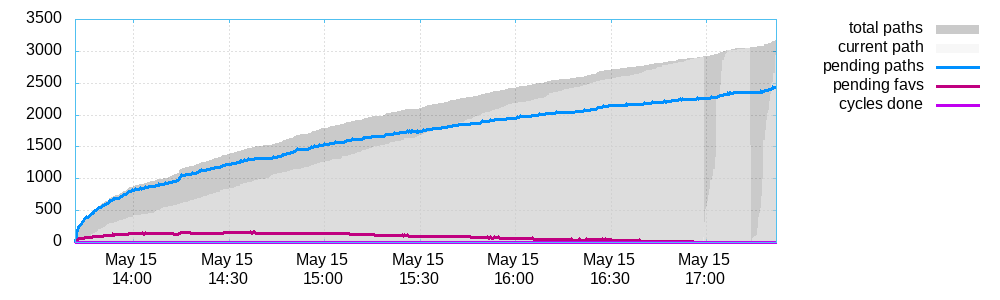 3500
3000
2500
2000
1500
1000
500
0
May 15 May 15 May 15 May 15 May 15 May 15 May 15
14:00 14:30 15:00 15:30 16:00 16:30 17:00
total paths
current path
pending paths
pending favs
cycles done